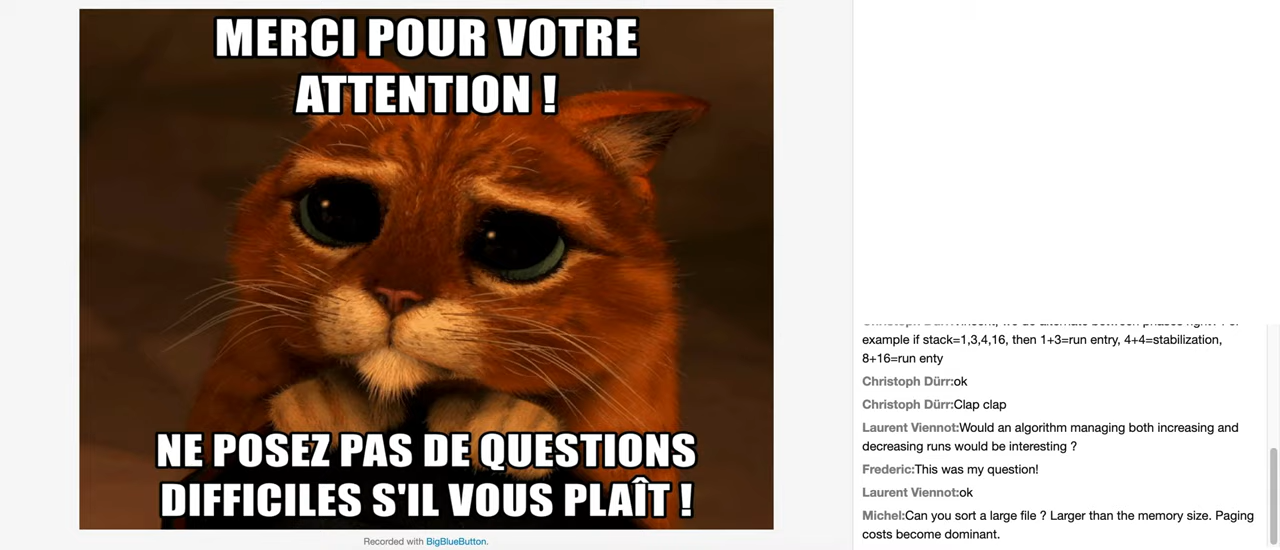 MERCI POUR VOTRE
ATTENTION !
NE POSEZ PAS DE QUESTIONS
DIFFICILES S'IL VOUS PLAÎT !
Recorded with BigBlueButton.
example if stack=1,3,4,16, then 1+3=run entry, 4+4=stabilization,
8+16=run enty
Christoph Dürr:ok
Christoph Dürr:Clap clap
Laurent Viennot:Would an algorithm managing both increasing and
decreasing runs would be interesting ?
Frederic:This was my question!
Laurent Viennot:ok
Michel:Can you sort a large file ? Larger than the memory size. Paging
costs become dominant.